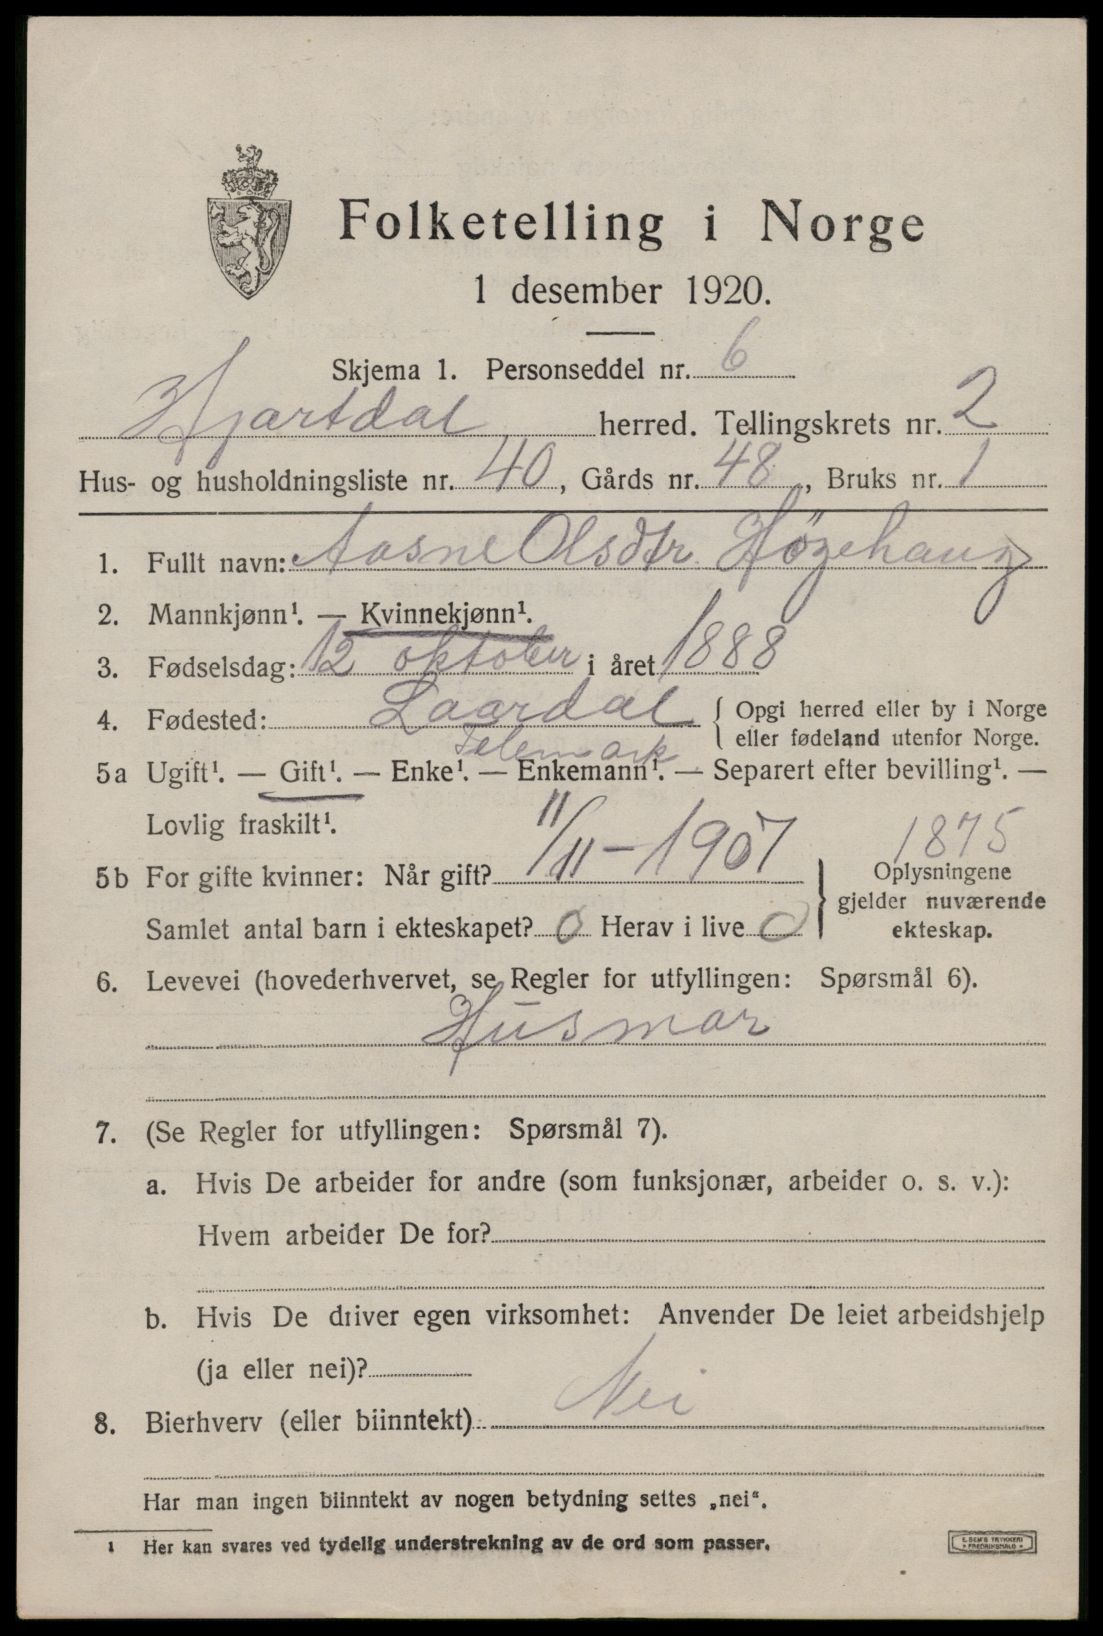 Folketelling i Norge
1 desember 1920.
Skjema 1. Personseddel nr. 6
Hjartdal herred. Tellingskrets nr. 2
Hus- og husholdningsliste nr. 40, Gårds nr. 48, Bruks nr. 1
1. Fullt navn: Aasne Olsdtr. Högehaug
2. Mannkjønn¹. — Kvinnekjønn¹.
3. Fødselsdag: 12 oktober i året 1888
4. Fødested: Laardal { Opgi herred eller by i Norge
Telemark eller fødeland utenfor Norge.
5a Ugift¹. — Gift¹. — Enke¹. — Enkemann¹. — Separert efter bevilling¹. —
Lovlig fraskilt¹.
5b For gifte kvinner: Når gift? 11/11 - 1907 1875
Samlet antal barn i ekteskapet? 0 Herav i live 0
Oplysningene
gjelder nuværende
ekteskap.
6. Levevei (hovederhvervet, se Regler for utfyllingen: Spørsmål 6).
Husmor
7. (Se Regler for utfyllingen: Spørsmål 7).
a. Hvis De arbeider for andre (som funksjonær, arbeider o. s. v.):
Hvem arbeider De for?
b. Hvis De driver egen virksomhet: Anvender De leiet arbeidshjelp
(ja eller nei)?
8. Bierhverv (eller biinntekt) Nei
Har man ingen biinntekt av nogen betydning settes „nei“.
1 Her kan svares ved tydelig understrekning av de ord som passer.